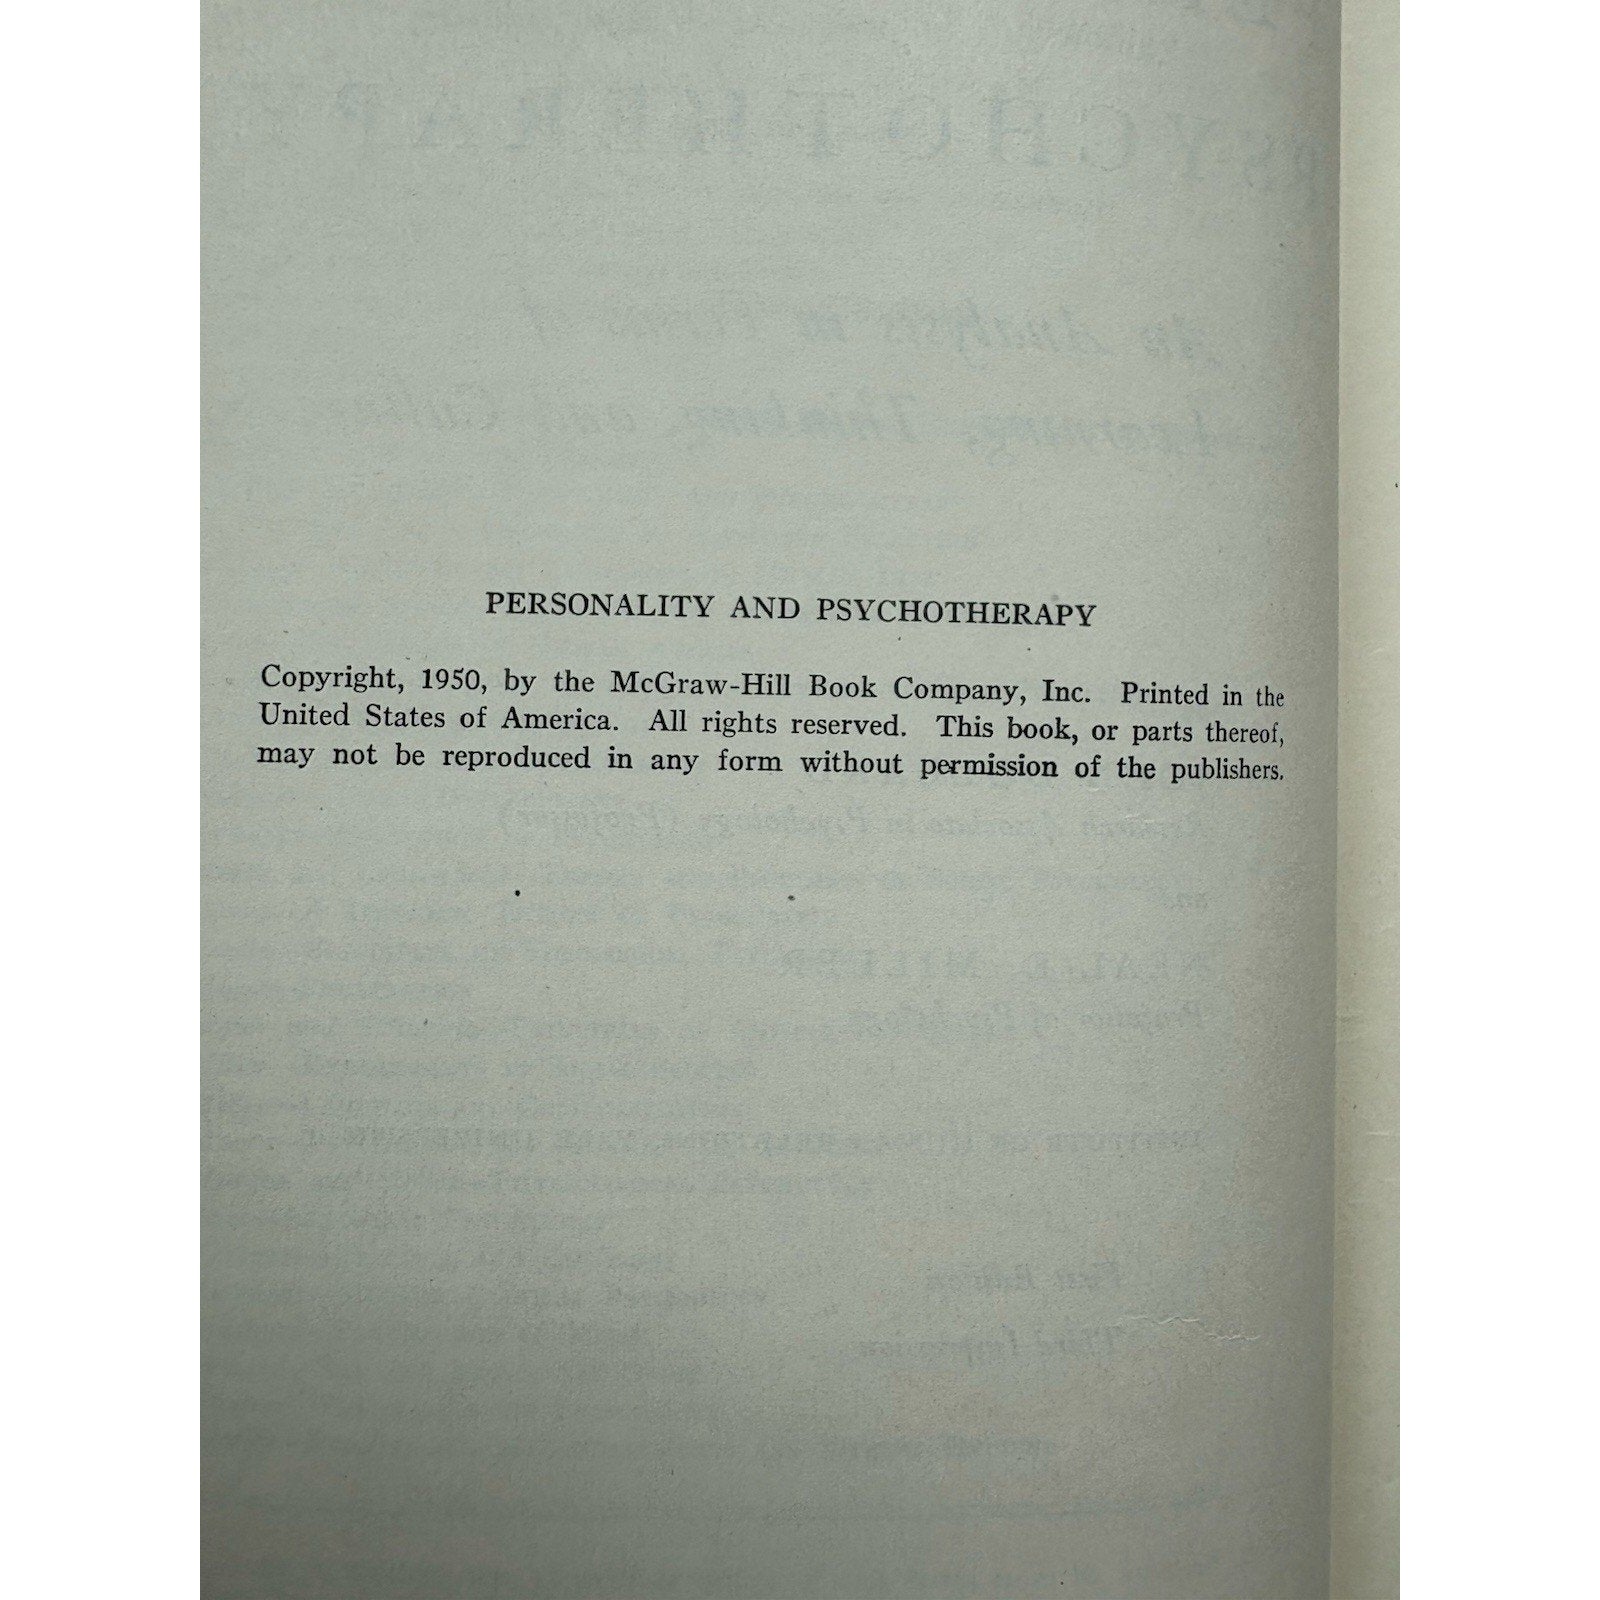 PERSONALITY AND PSYCHOTHERAPY
Copyright, 1950, by the McGraw-Hill Book Company, Inc. Printed in the
United States of America. All rights reserved. This book, or parts thereof,
may not be reproduced in any form without permission of the publishers.